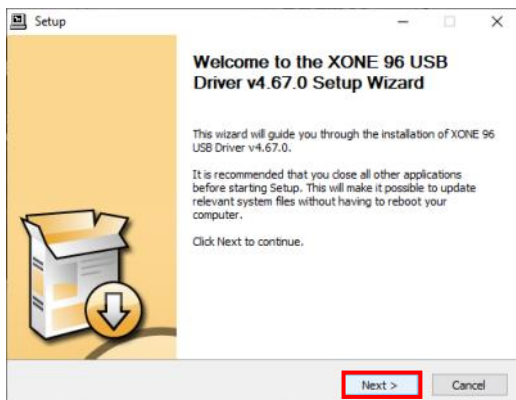 Setup
Welcome to the XONE 96 USB
Driver v4.67.0 Setup Wizard
This wizard will guide you through the installation of XONE 96
USB Driver v4.67.0.
It is recommended that you close all other applications
before starting Setup. This will make it possible to update
relevant system files without having to reboot your
computer.
Click Next to continue.
Next >
Cancel